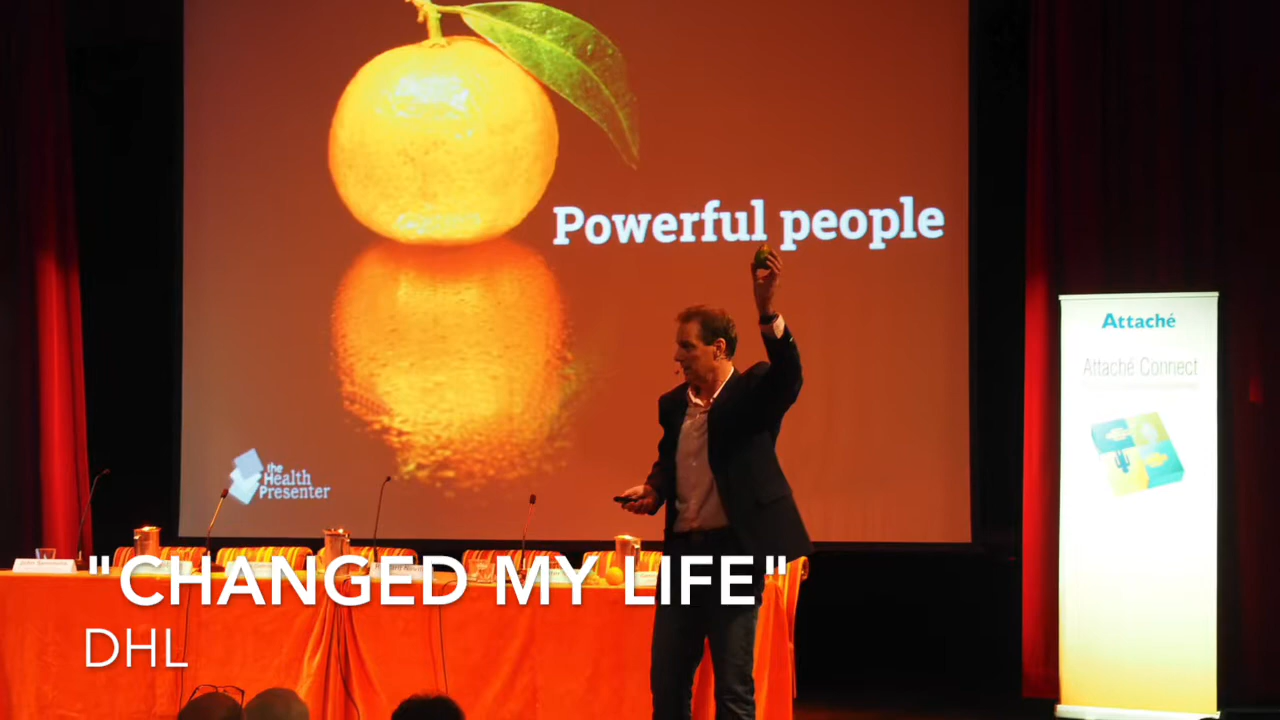 Powerful people
Attaché
Attaché Connect
the
Health
Presenter
"CHANGED MY LIFE"
DHL